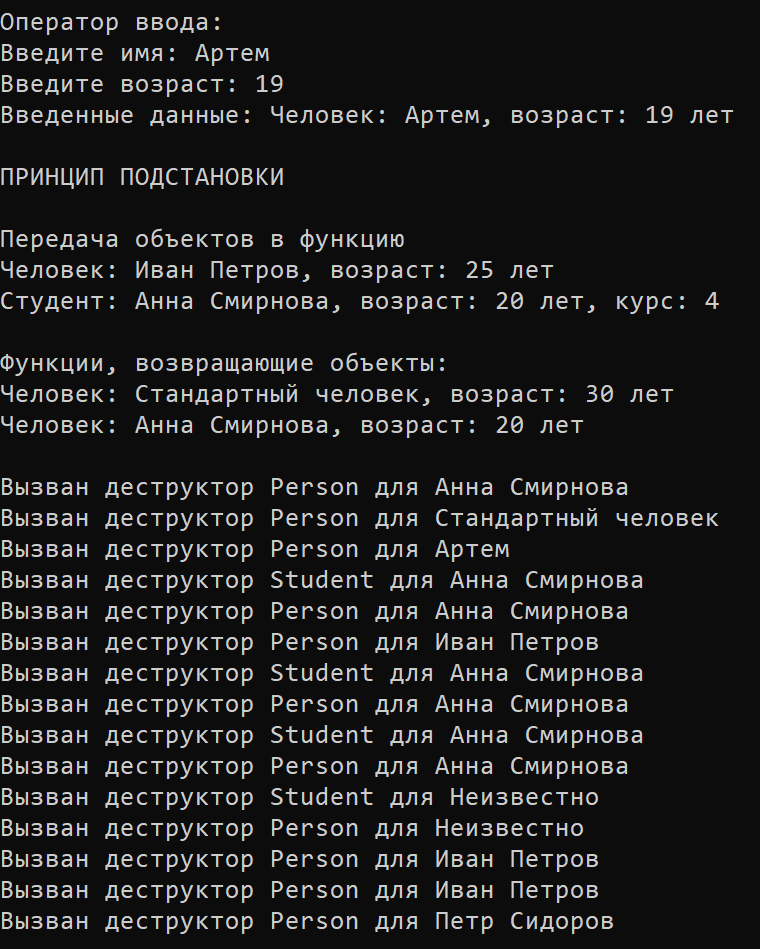 Оператор ввода:
Введите имя: Артем
Введите возраст: 19
Введенные данные: Человек: Артем, возраст: 19 лет
ПРИНЦИП ПОДСТАНОВКИ
Передача объектов в функцию
Человек: Иван Петров, возраст: 25 лет
Студент: Анна Смирнова, возраст: 20 лет, курс: 4
Функции, возвращающие объекты:
Человек: Стандартный человек, возраст: 30 лет
Человек: Анна Смирнова, возраст: 20 лет
Вызван деструктор Person для Анна Смирнова
Вызван деструктор Person для Стандартный человек
Вызван деструктор Person для Артем
Вызван деструктор Student для Анна Смирнова
Вызван деструктор Person для Анна Смирнова
Вызван деструктор Person для Иван Петров
Вызван деструктор Student для Анна Смирнова
Вызван деструктор Person для Анна Смирнова
Вызван деструктор Student для Анна Смирнова
Вызван деструктор Person для Анна Смирнова
Вызван деструктор Student для Неизвестно
Вызван деструктор Person для Неизвестно
Вызван деструктор Person для Иван Петров
Вызван деструктор Person для Иван Петров
Вызван деструктор Person для Петр Сидоров